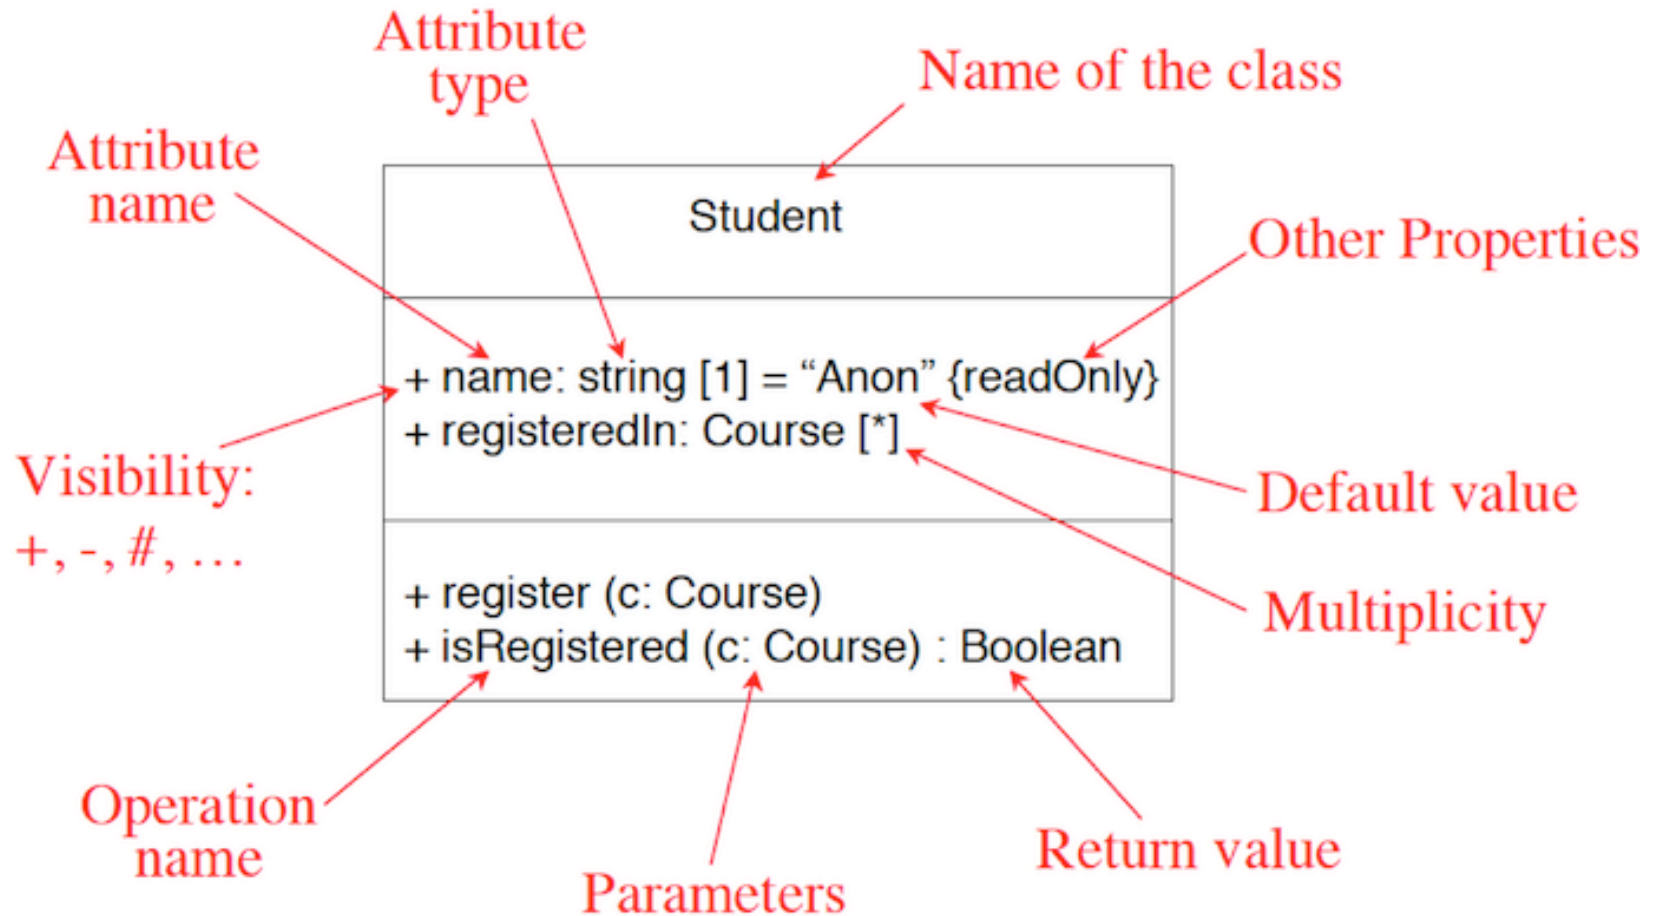 Attribute
type
Name of the class
Attribute
name
Student
Other Properties
+ name: string [1] = “Anon” {readOnly}
+ registeredIn: Course [*]
Visibility:
+, -, #, …
Default value
+ register (c: Course)
+ isRegistered (c: Course) : Boolean
Multiplicity
Operation
name
Parameters
Return value